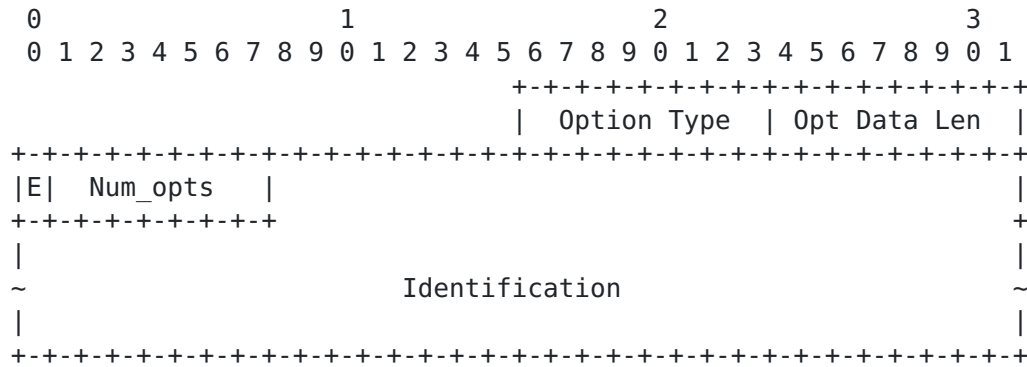 0                   1                   2                   3
 0 1 2 3 4 5 6 7 8 9 0 1 2 3 4 5 6 7 8 9 0 1 2 3 4 5 6 7 8 9 0 1
                                +-+-+-+-+-+-+-+-+-+-+-+-+-+-+-+-+
                                |  Option Type  | Opt Data Len  |
+-+-+-+-+-+-+-+-+-+-+-+-+-+-+-+-+-+-+-+-+-+-+-+-+-+-+-+-+-+-+-+-+
|E|  Num_opts   |                                               |
+-+-+-+-+-+-+-+-+                                               +
|                                                               |
~                        Identification                         ~
|                                                               |
+-+-+-+-+-+-+-+-+-+-+-+-+-+-+-+-+-+-+-+-+-+-+-+-+-+-+-+-+-+-+-+-+